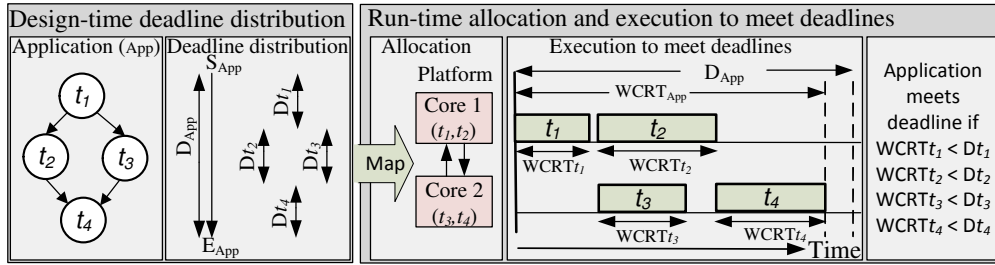 Design-time deadline distribution
Application (App)
t1
t2
t3
t4
Deadline distribution
SApp
DApp
Dt1
Dt2
Dt3
Dt4
EApp
Map
Run-time allocation and execution to meet deadlines
Allocation
Platform
Core 1
(t1,t2)
Core 2
(t3,t4)
Execution to meet deadlines
DApp
WCRTApp
t1
t2
WCRTt1
WCRTt2
t3
t4
WCRTt3
WCRTt4
Time
Application
meets
deadline if
WCRTt1 < Dt1
WCRTt2 < Dt2
WCRTt3 < Dt3
WCRTt4 < Dt4